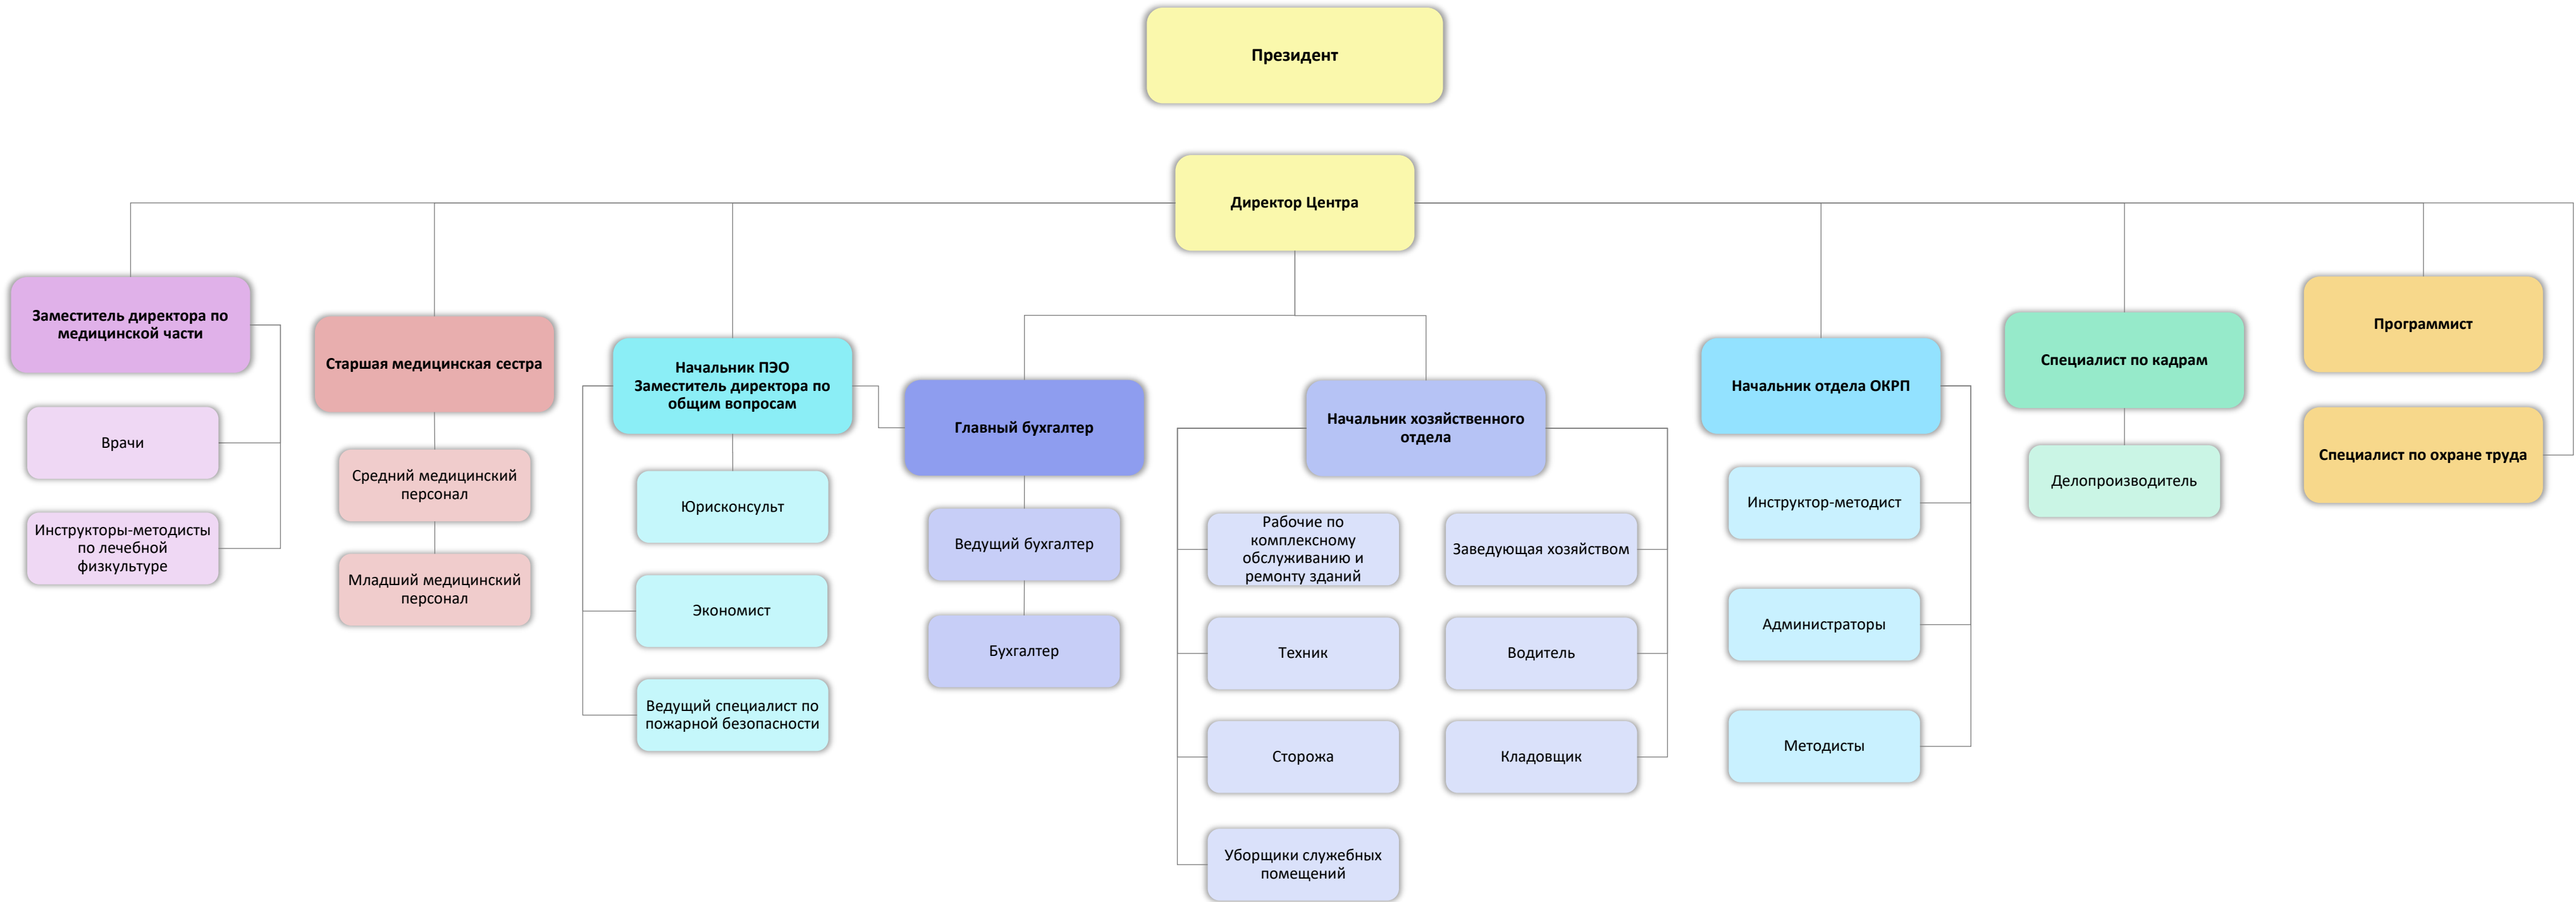 Президент
Директор Центра
Заместитель директора по
медицинской части
Врачи
Инструкторы-методисты
по лечебной
физкультуре
Старшая медицинская сестра
Средний медицинский
персонал
Младший медицинский
персонал
Начальник ПЭО
Заместитель директора по
общим вопросам
Юрисконсульт
Экономист
Ведущий специалист по
пожарной безопасности
Главный бухгалтер
Ведущий бухгалтер
Бухгалтер
Начальник хозяйственного
отдела
Рабочие по
комплексному
обслуживанию и
ремонту зданий
Техник
Сторожа
Уборщики служебных
помещений
Заведующая хозяйством
Водитель
Кладовщик
Начальник отдела ОКРП
Инструктор-методист
Администраторы
Методисты
Специалист по кадрам
Делопроизводитель
Программист
Специалист по охране труда